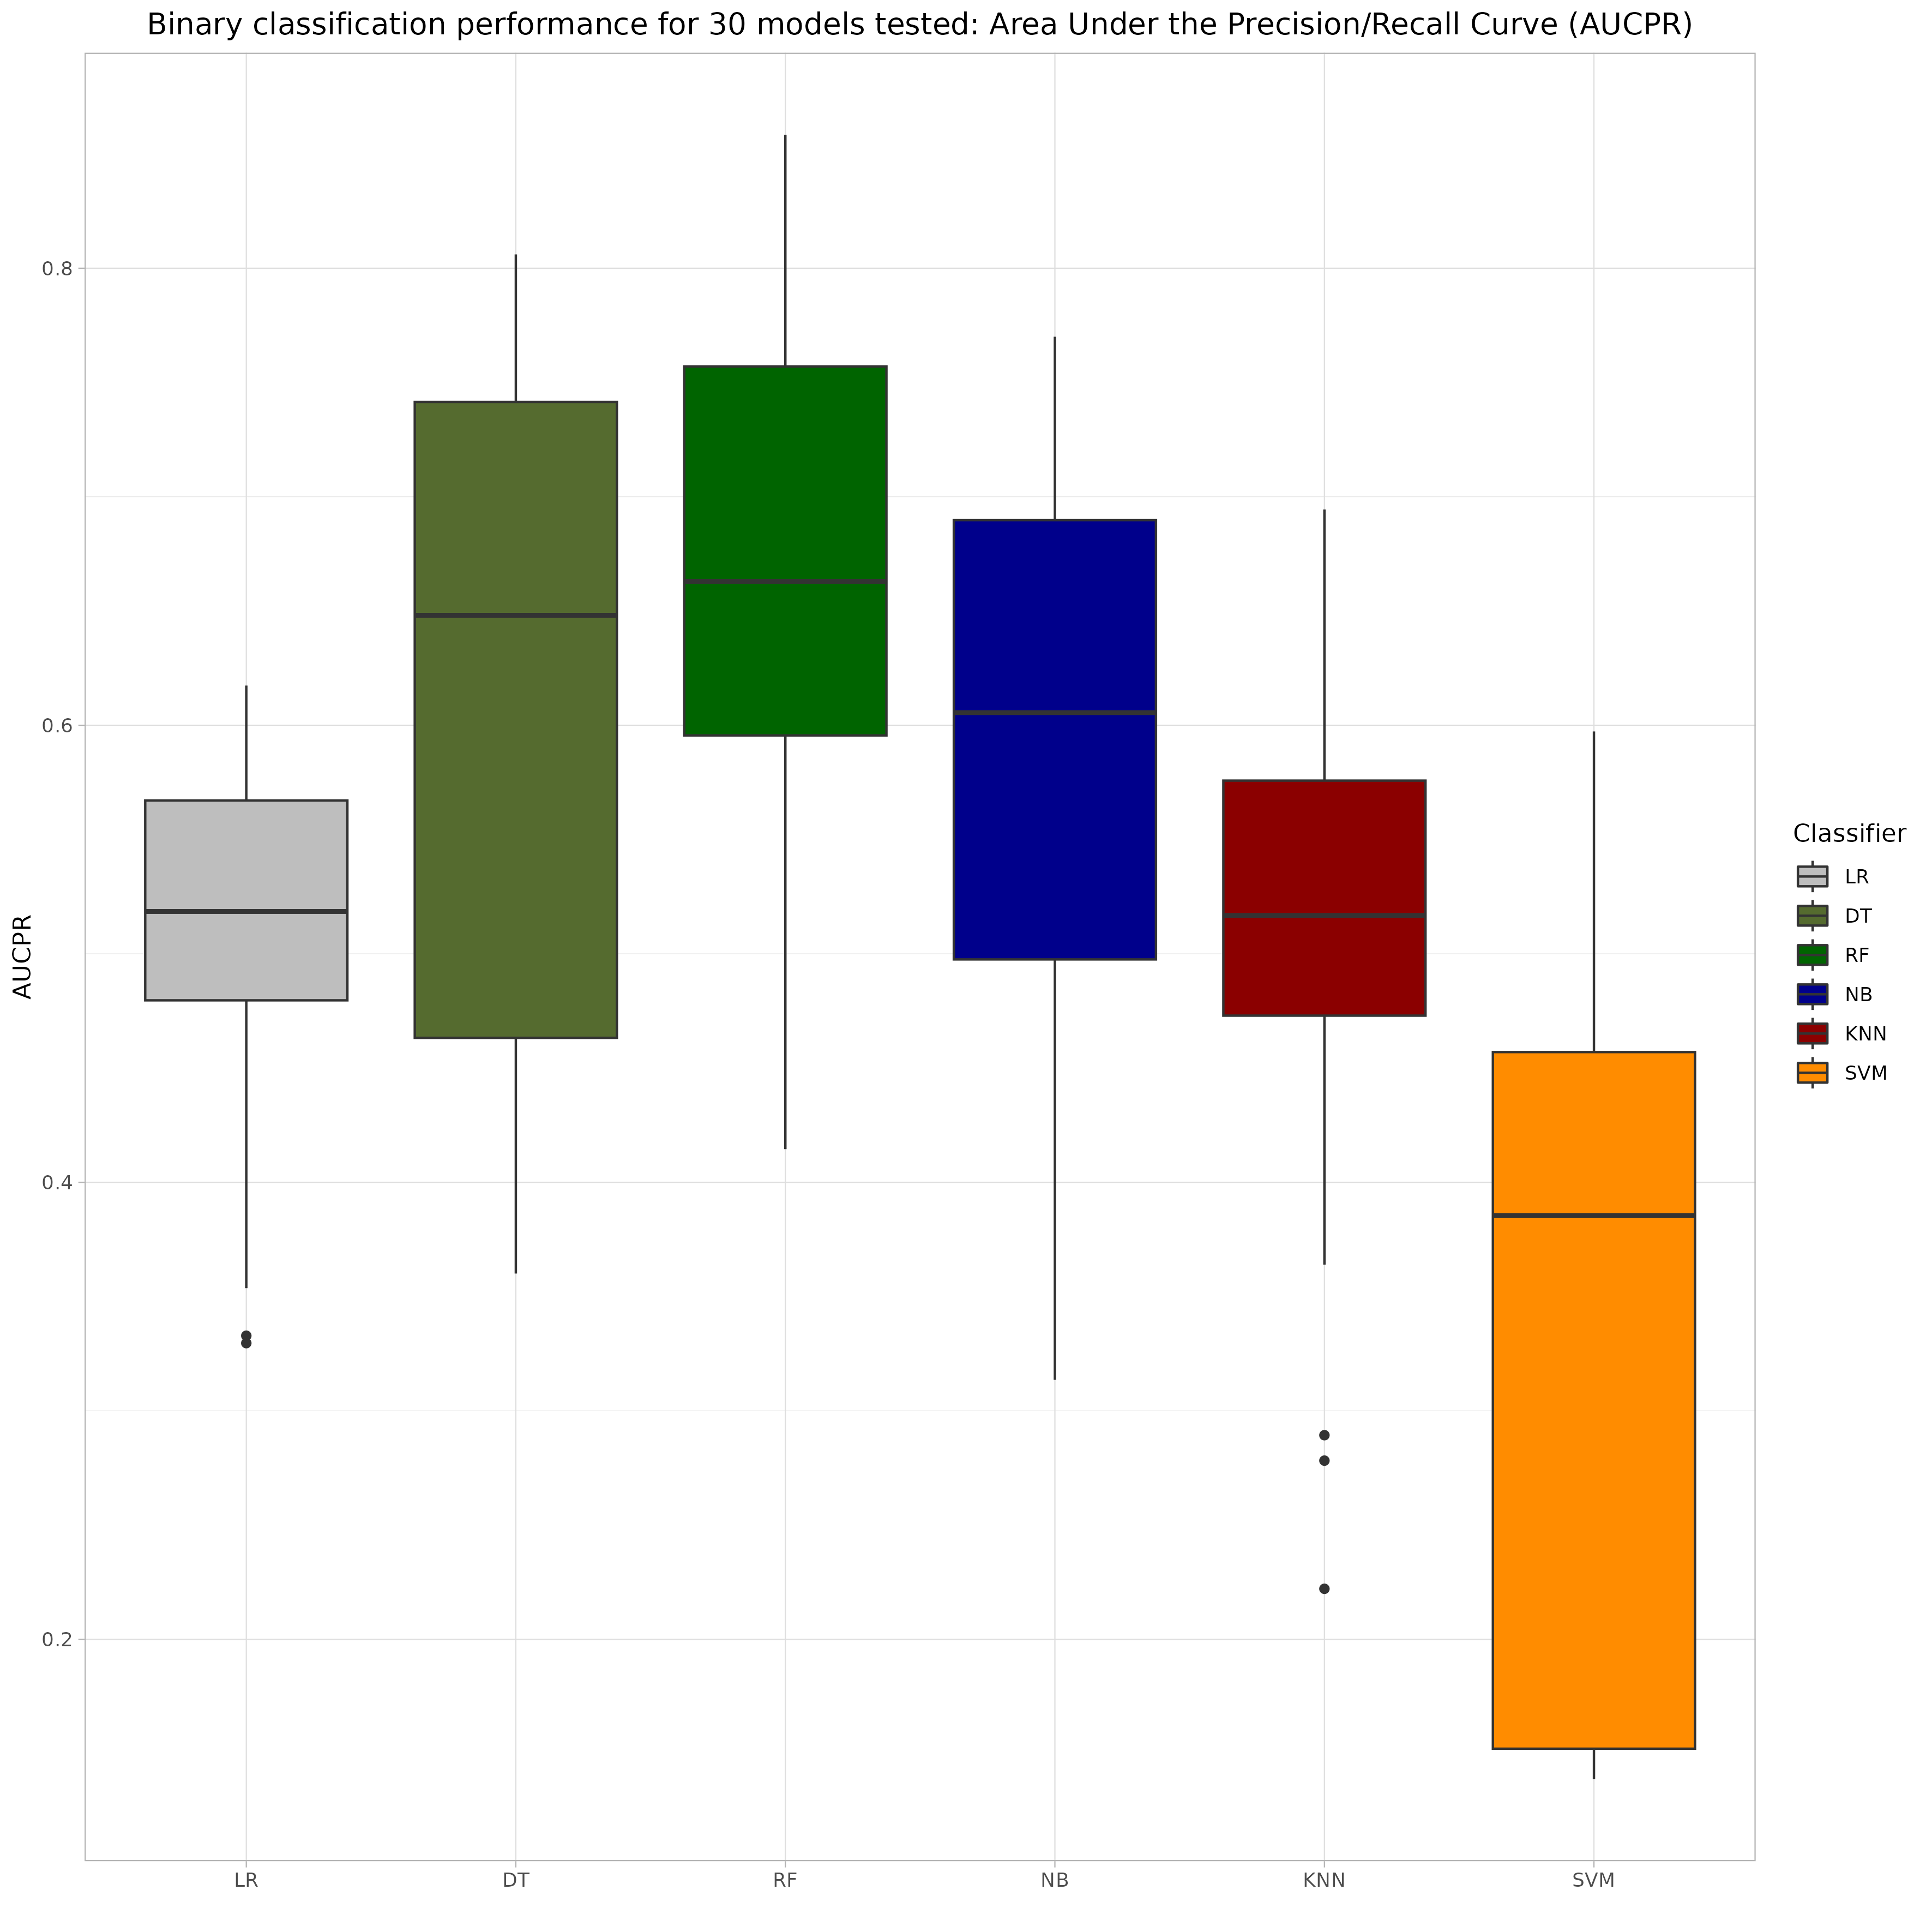 Binary classification performance for 30 models tested: Area Under the Precision/Recall Curve (AUCPR)
AUCPR
0.8
0.6
0.4
0.2
LR
DT
RF
NB
KNN
SVM
Classifier
LR
DT
RF
NB
KNN
SVM